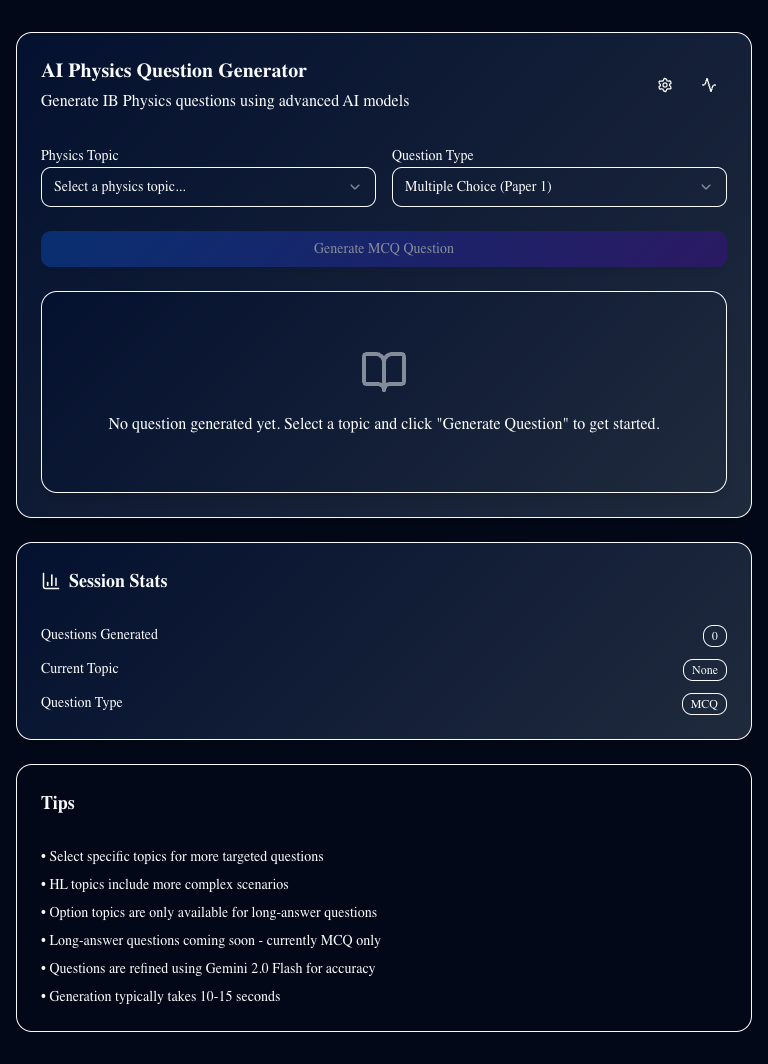 AI Physics Question Generator
Generate IB Physics questions using advanced AI models
Physics Topic
Question Type
Select a physics topic...
Multiple Choice (Paper 1)
Generate MCQ Question
No question generated yet. Select a topic and click "Generate Question" to get started.
Session Stats
Questions Generated
0
Current Topic
None
Question Type
MCQ
Tips
• Select specific topics for more targeted questions
• HL topics include more complex scenarios
• Option topics are only available for long-answer questions
• Long-answer questions coming soon - currently MCQ only
• Questions are refined using Gemini 2.0 Flash for accuracy
• Generation typically takes 10-15 seconds